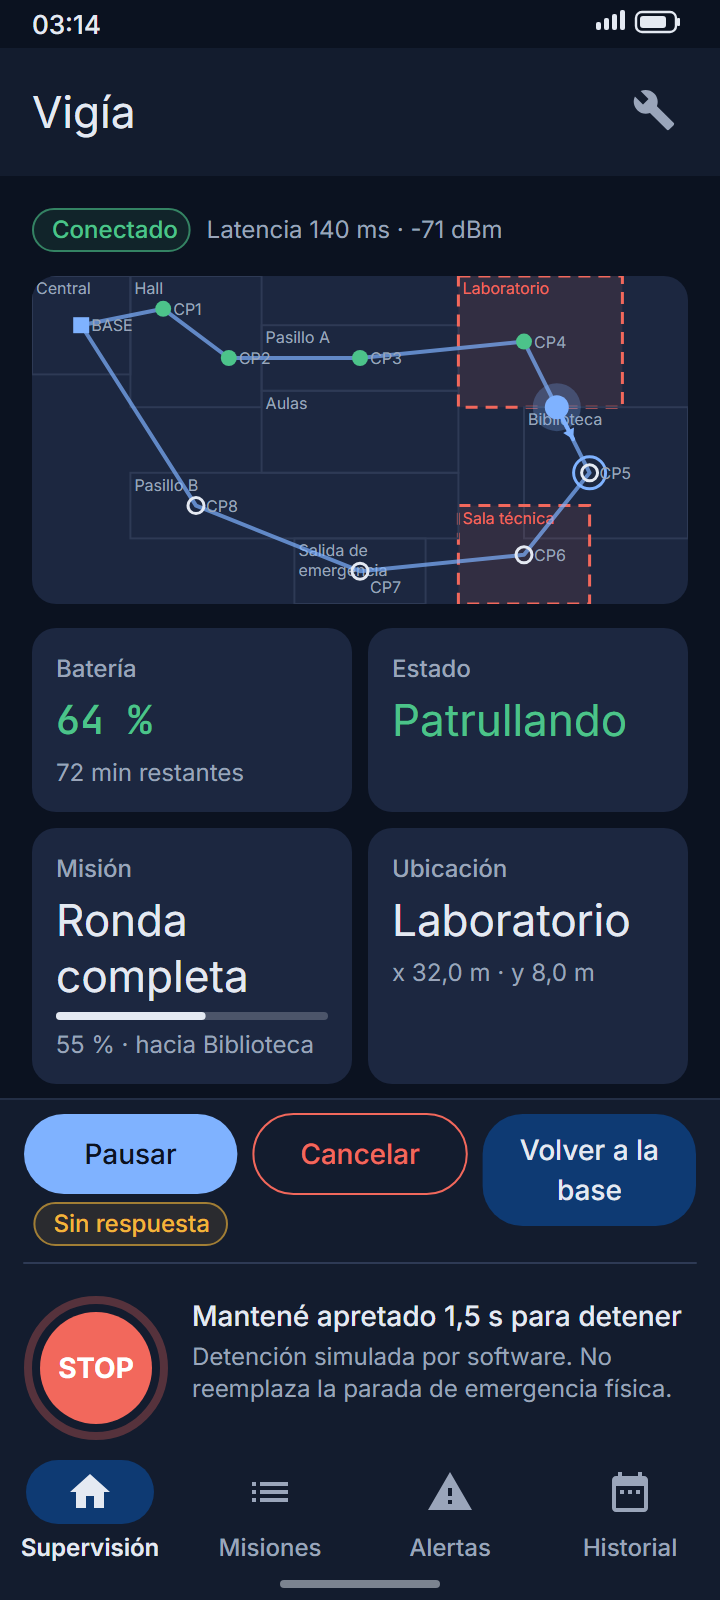 03:14
Vigía
Conectado
Latencia 140 ms · -71 dBm
Central
Hall
Laboratorio
BASE
CP1
Pasillo A
CP2
CP3
CP4
Aulas
Biblioteca
CP5
Pasillo B
CP8
Sala técnica
Salida de
emergencia
CP6
CP7
Batería
64 %
72 min restantes
Estado
Patrullando
Misión
Ronda
completa
55 % · hacia Biblioteca
Ubicación
Laboratorio
x 32,0 m · y 8,0 m
Pausar
Cancelar
Volver a la
base
Sin respuesta
STOP
Mantené apretado 1,5 s para detener
Detención simulada por software. No
reemplaza la parada de emergencia física.
Supervisión
Misiones
Alertas
Historial